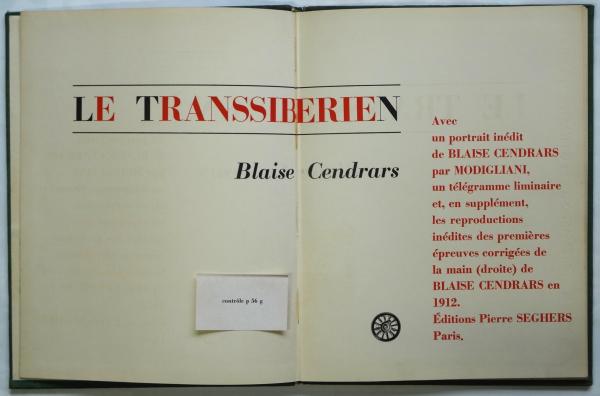 LE TRANSSIBERIEN
Blaise Cendrars
Avec
un portrait inédit
de BLAISE CENDRARS
par MODIGLIANI,
un télégramme liminaire
et, en supplément,
les reproductions
inédites des premières
épreuves corrigées de
la main (droite) de
BLAISE CENDRARS en
1912.
Éditions Pierre SEGHERS
Paris.
contrôle p 56 g